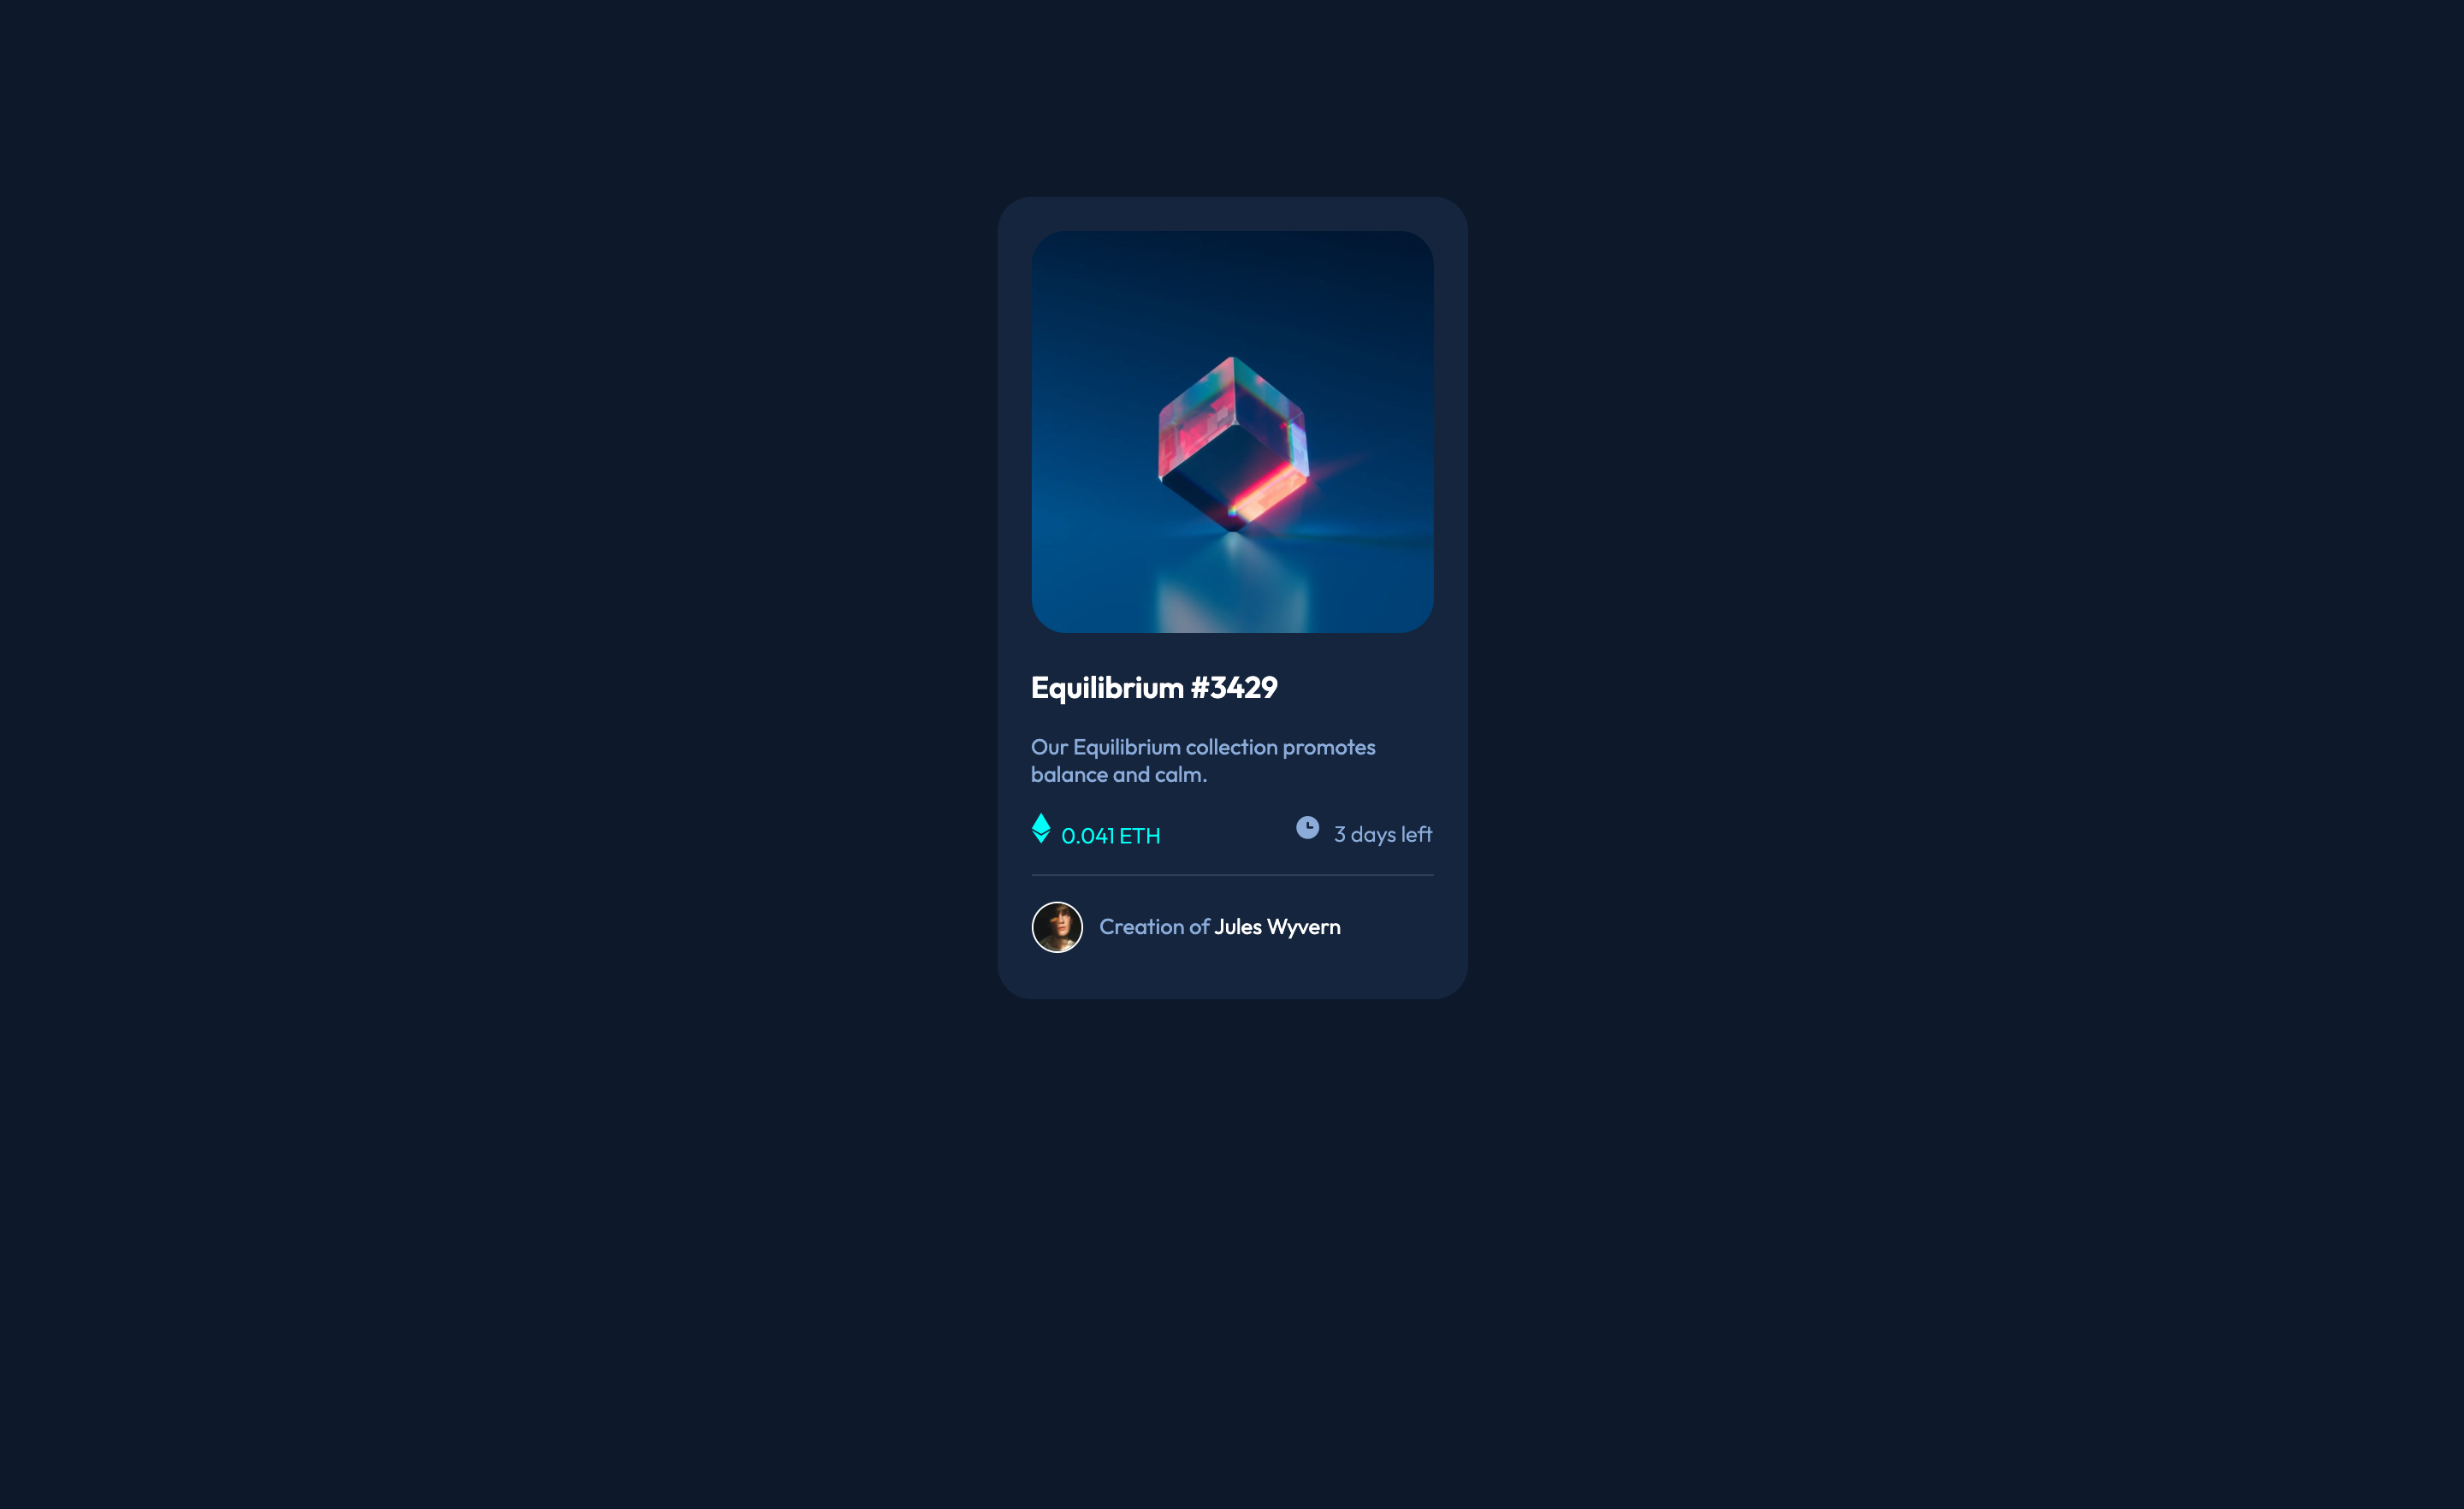 Equilibrium #3429
Our Equilibrium collection promotes
balance and calm.
0.041 ETH
3 days left
Creation of Jules Wyvern